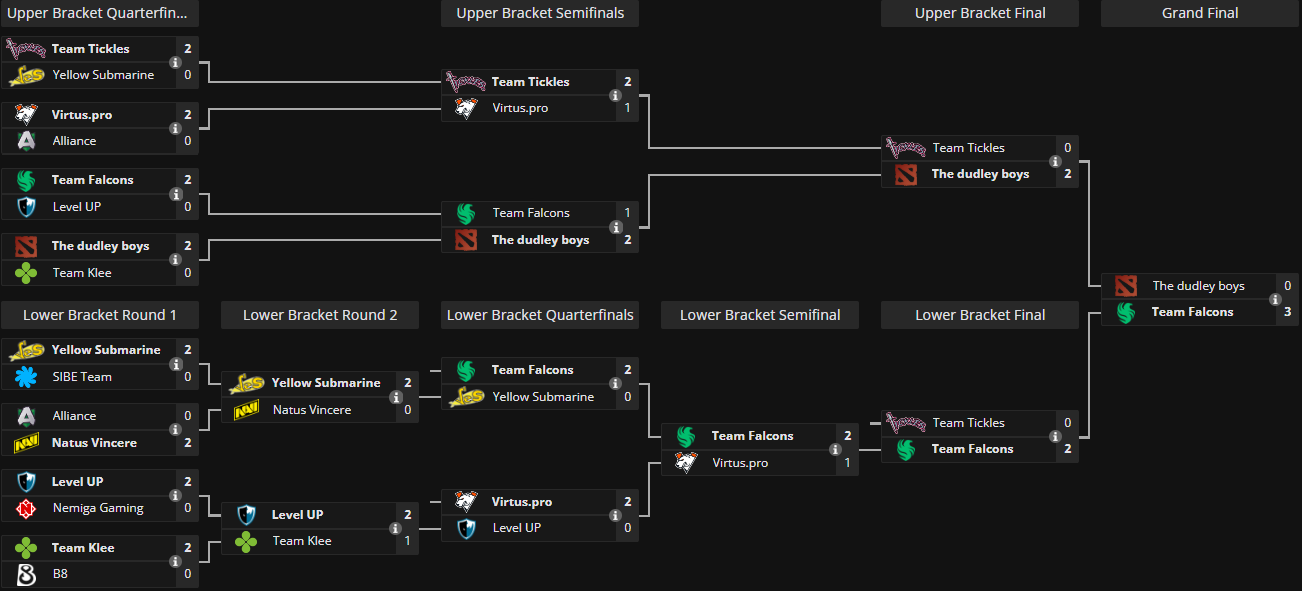 Upper Bracket Quarterfin...
Upper Bracket Semifinals
Upper Bracket Final
Grand Final
Team Tickles 2
Yellow Submarine 0
Virtus.pro 2
Alliance 0
Team Falcons 2
Level UP 0
The dudley boys 2
Team Klee 0
Team Tickles 2
Virtus.pro 1
Team Falcons 1
The dudley boys 2
Team Tickles 0
The dudley boys 2
The dudley boys 0
Team Falcons 3
Lower Bracket Round 1
Lower Bracket Round 2
Lower Bracket Quarterfinals
Lower Bracket Semifinal
Lower Bracket Final
Yellow Submarine 2
SIBE Team 0
Alliance 0
Natus Vincere 2
Level UP 2
Nemiga Gaming 0
Team Klee 2
B8 0
Yellow Submarine 2
Natus Vincere 0
Level UP 2
Team Klee 1
Team Falcons 2
Yellow Submarine 0
Virtus.pro 2
Level UP 0
Team Falcons 2
Virtus.pro 1
Team Tickles 0
Team Falcons 2